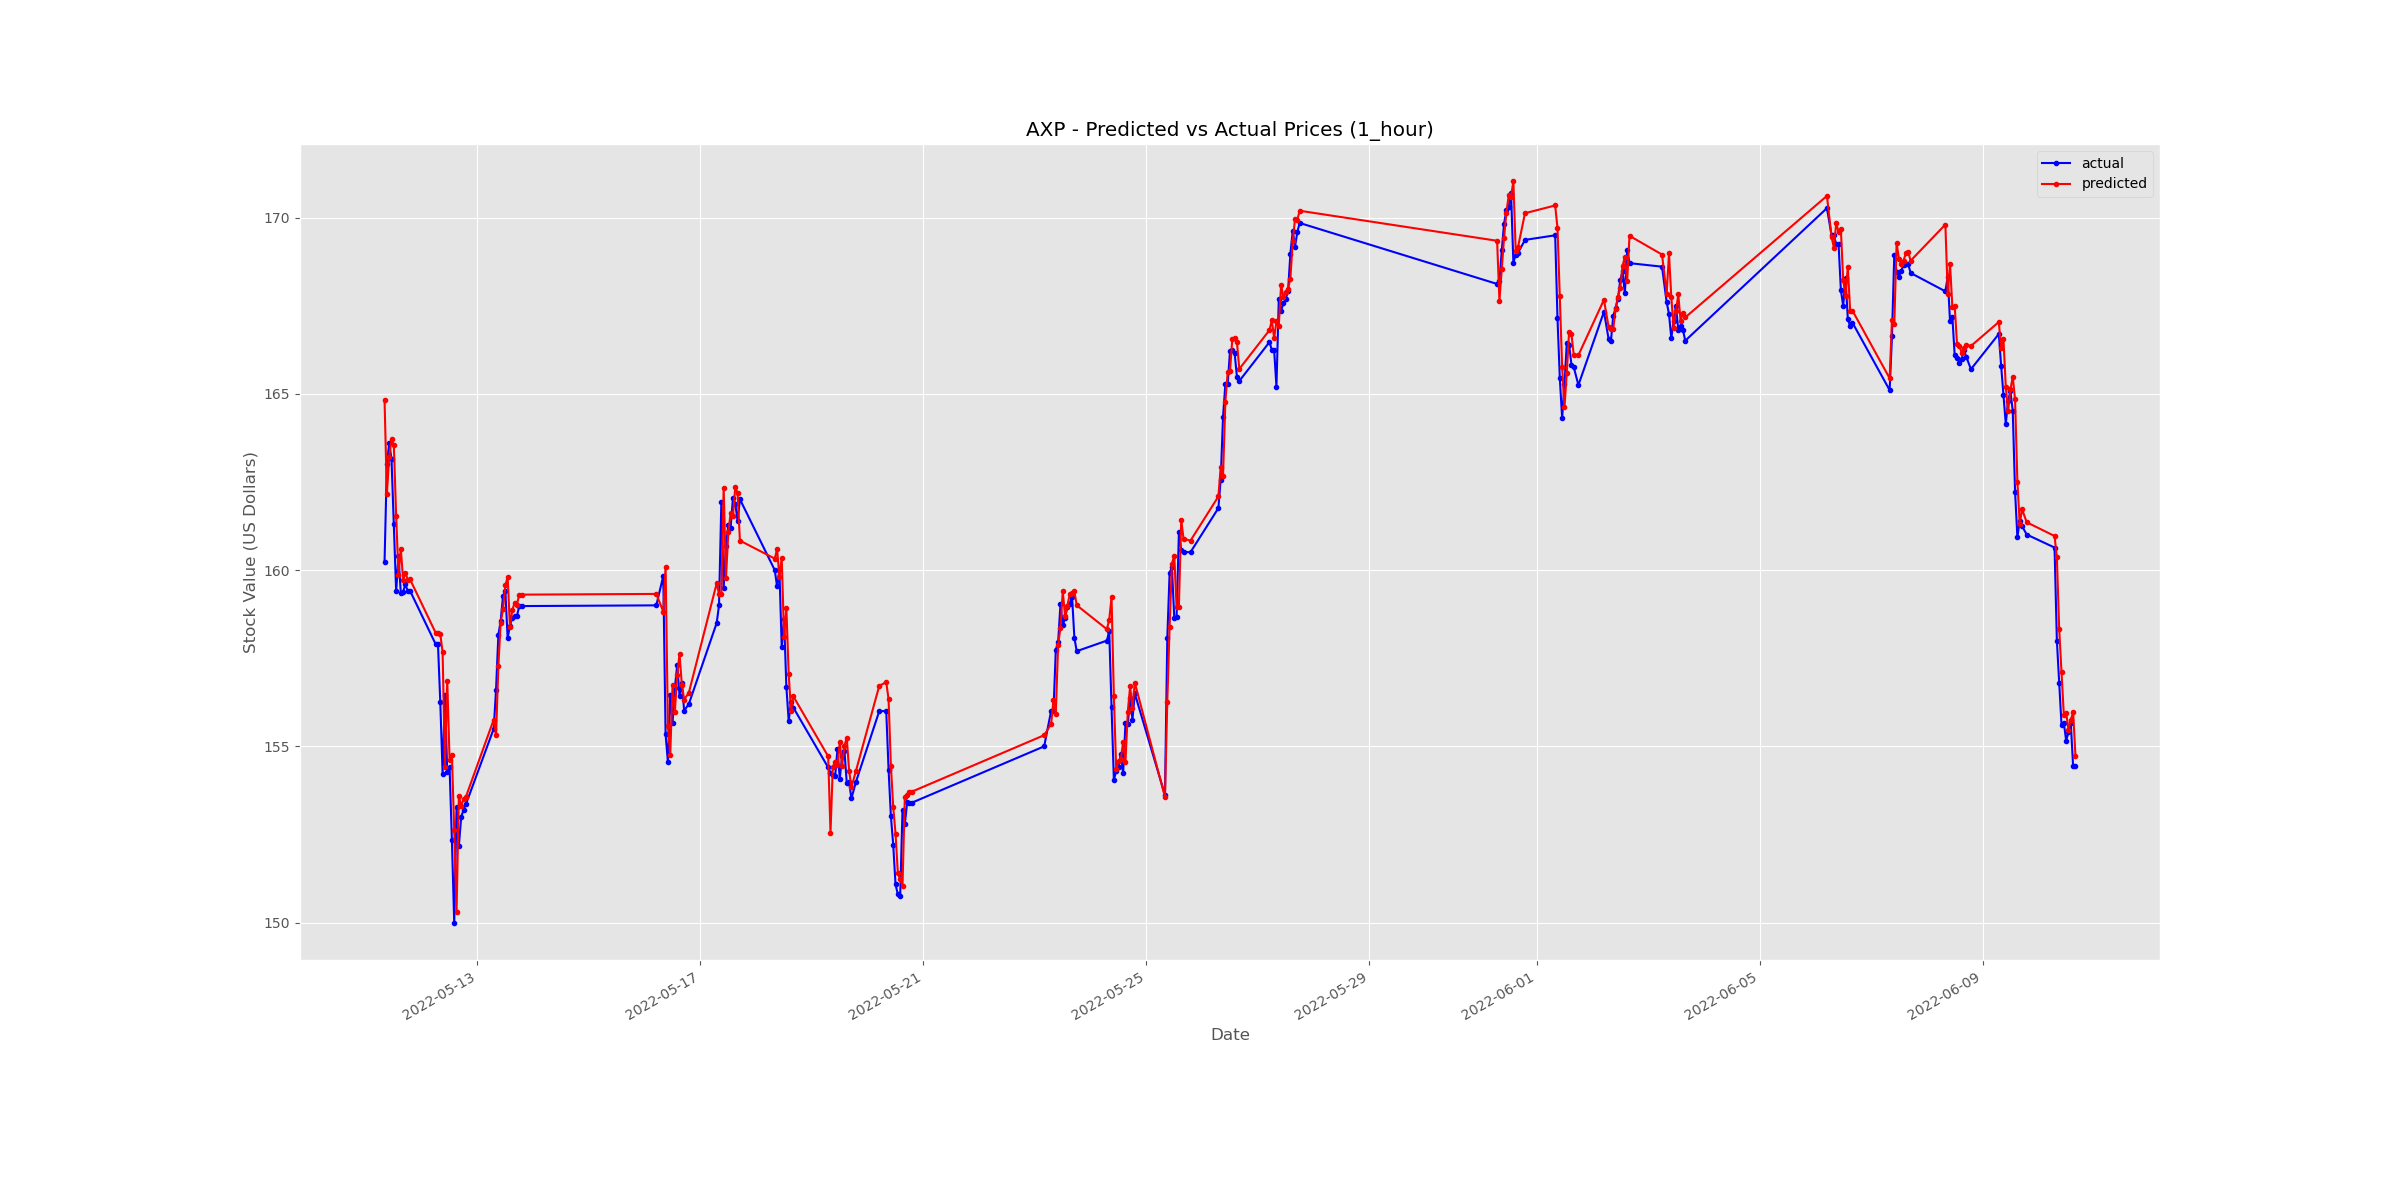 AXP - Predicted vs Actual Prices (1_hour)
actual
predicted
170
165
160
155
150
Stock Value (US Dollars)
2022-05-13
2022-05-17
2022-05-21
2022-05-25
2022-05-29
2022-06-01
2022-06-05
2022-06-09
Date